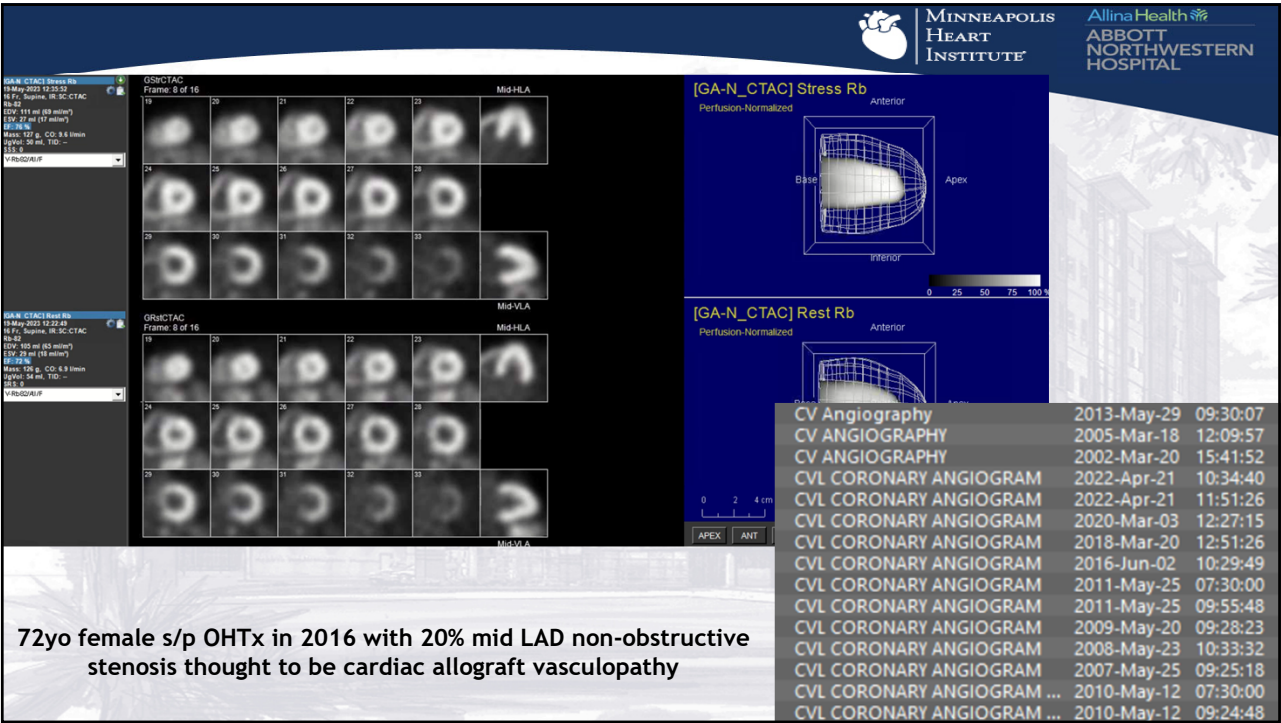 MINNEAPOLIS
HEART
INSTITUTE
AllinaHealth
ABBOTT
NORTHWESTERN
HOSPITAL
[GA-N_CTAC] Stress Rb
19-May-2023 12:35:52
16 Fr, Supine, IR:SC:CTAC
Rb-82
EDV: 111 ml (69 ml/m²)
ESV: 27 ml (17 ml/m²)
EF: 76 %
Mass: 127 g, CO: 9.6 l/min
UgVol: 50 ml, TID: --
SSS: 0
V-Rb82/All/F
GStrCTAC
Frame: 8 of 16
Mid-HLA
19 20 21 22 23
24 25 26 27 28
29 30 31 32 33
Mid-VLA
[GA-N_CTAC] Stress Rb
Perfusion-Normalized
Anterior
Base
Apex
Inferior
0 25 50 75 100 %
[GA-N_CTAC] Rest Rb
19-May-2023 12:22:49
16 Fr, Supine, IR:SC:CTAC
Rb-82
EDV: 105 ml (65 ml/m²)
ESV: 29 ml (18 ml/m²)
EF: 72 %
Mass: 126 g, CO: 6.9 l/min
UgVol: 54 ml, TID: --
SRS: 0
V-Rb82/All/F
GRstCTAC
Frame: 8 of 16
Mid-HLA
19 20 21 22 23
24 25 26 27 28
29 30 31 32 33
Mid-VLA
[GA-N_CTAC] Rest Rb
Perfusion-Normalized
Anterior
0 2 4 cm
APEX ANT
CV Angiography 2013-May-29 09:30:07
CV ANGIOGRAPHY 2005-Mar-18 12:09:57
CV ANGIOGRAPHY 2002-Mar-20 15:41:52
CVL CORONARY ANGIOGRAM 2022-Apr-21 10:34:40
CVL CORONARY ANGIOGRAM 2022-Apr-21 11:51:26
CVL CORONARY ANGIOGRAM 2020-Mar-03 12:27:15
CVL CORONARY ANGIOGRAM 2018-Mar-20 12:51:26
CVL CORONARY ANGIOGRAM 2016-Jun-02 10:29:49
CVL CORONARY ANGIOGRAM 2011-May-25 07:30:00
CVL CORONARY ANGIOGRAM 2011-May-25 09:55:48
CVL CORONARY ANGIOGRAM 2009-May-20 09:28:23
CVL CORONARY ANGIOGRAM 2008-May-23 10:33:32
CVL CORONARY ANGIOGRAM 2007-May-25 09:25:18
CVL CORONARY ANGIOGRAM ... 2010-May-12 07:30:00
CVL CORONARY ANGIOGRAM ... 2010-May-12 09:24:48
72yo female s/p OHTx in 2016 with 20% mid LAD non-obstructive
stenosis thought to be cardiac allograft vasculopathy